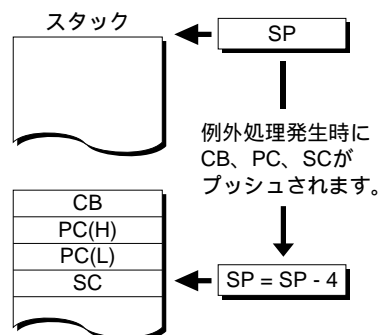 スタック
SP
例外処理発生時に
CB、PC、SCが
プッシュされます。
CB
PC(H)
PC(L)
SC
SP = SP - 4